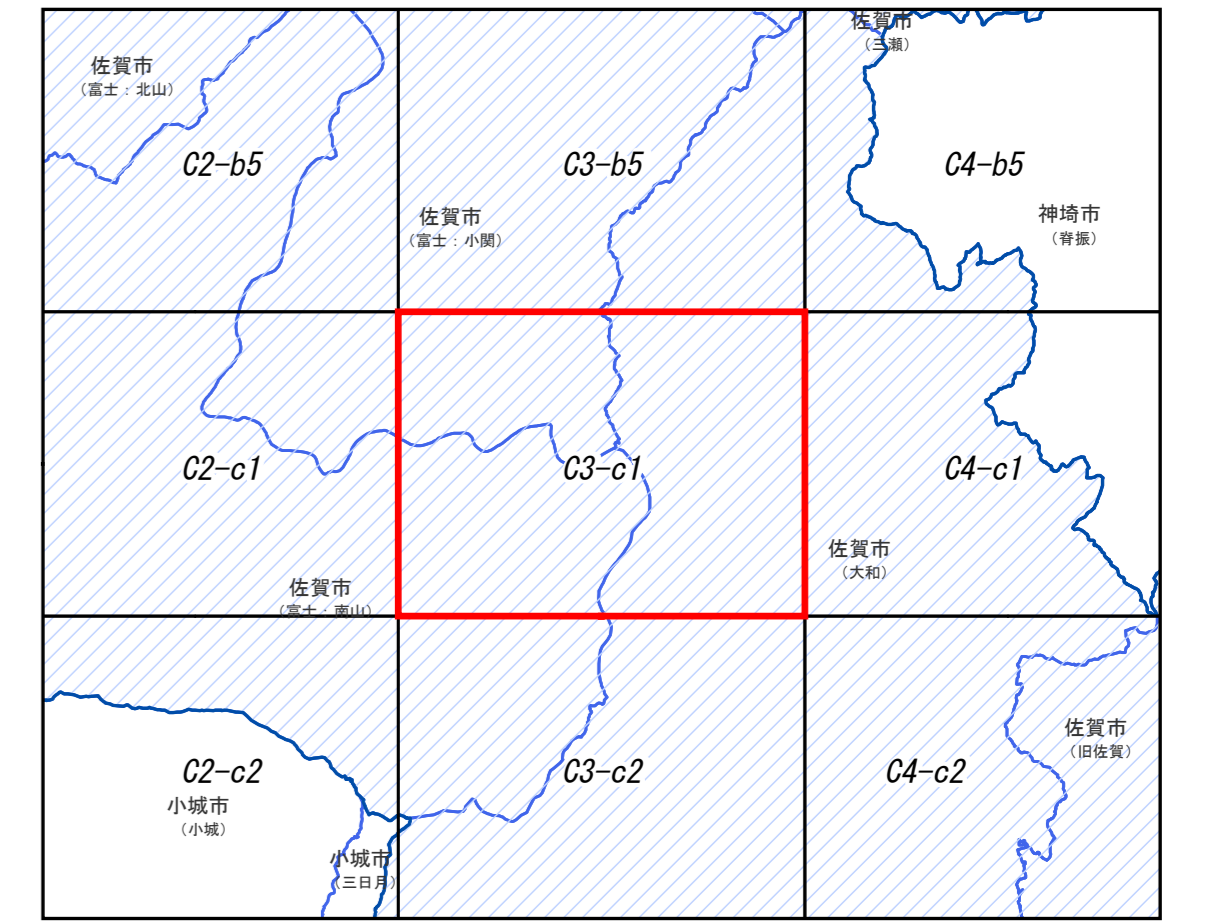 佐賀市
(三瀬)
佐賀市
(富士:北山)
C2-b5
C3-b5
C4-b5
佐賀市
(富士:小関)
神埼市
(脊振)
C2-c1
C3-c1
C4-c1
佐賀市
(大和)
佐賀市
(富士:南山)
佐賀市
(旧佐賀)
C2-c2
C3-c2
C4-c2
小城市
(小城)
小城市
(三日月)